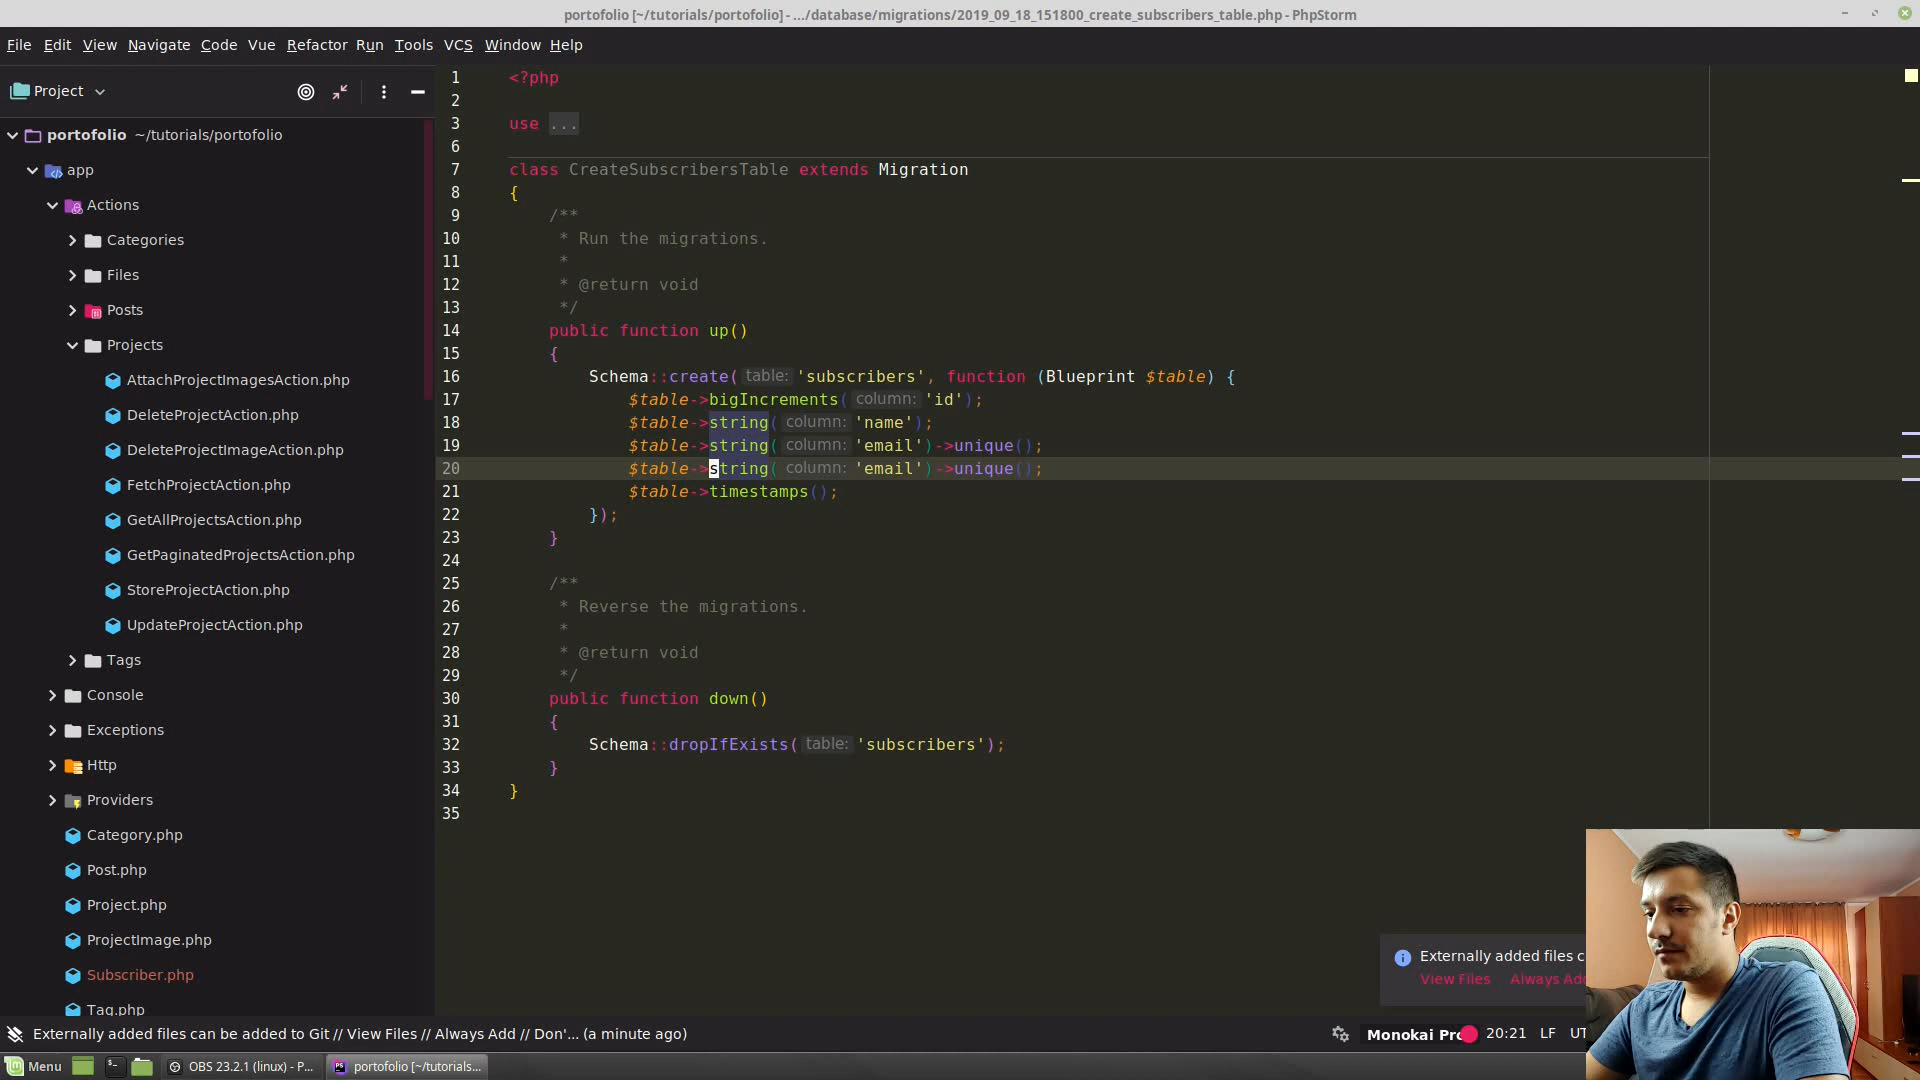 portofolio [~/tutorials/portofolio] - .../database/migrations/2019_09_18_151800_create_subscribers_table.php - PhpStorm
File Edit View Navigate Code Vue Refactor Run Tools VCS Window Help
Project
portofolio ~/tutorials/portofolio
app
Actions
Categories
Files
Posts
Projects
AttachProjectImagesAction.php
DeleteProjectAction.php
DeleteProjectImageAction.php
FetchProjectAction.php
GetAllProjectsAction.php
GetPaginatedProjectsAction.php
StoreProjectAction.php
UpdateProjectAction.php
Tags
Console
Exceptions
Http
Providers
Category.php
Post.php
Project.php
ProjectImage.php
Subscriber.php
Tag.php
1 <?php
2
3 use ...
6
7 class CreateSubscribersTable extends Migration
8 {
9 /**
10 * Run the migrations.
11 *
12 * @return void
13 */
14 public function up()
15 {
16 Schema::create( table: 'subscribers', function (Blueprint $table) {
17 $table->bigIncrements( column: 'id');
18 $table->string( column: 'name');
19 $table->string( column: 'email')->unique();
20 $table->string( column: 'email')->unique();
21 $table->timestamps();
22 });
23 }
24
25 /**
26 * Reverse the migrations.
27 *
28 * @return void
29 */
30 public function down()
31 {
32 Schema::dropIfExists( table: 'subscribers');
33 }
34 }
35
Externally added files c
View Files Always Add
Externally added files can be added to Git // View Files // Always Add // Don'... (a minute ago)
Monokai Pro 20:21 LF UT
Menu OBS 23.2.1 (linux) - P... portofolio [~/tutorials...